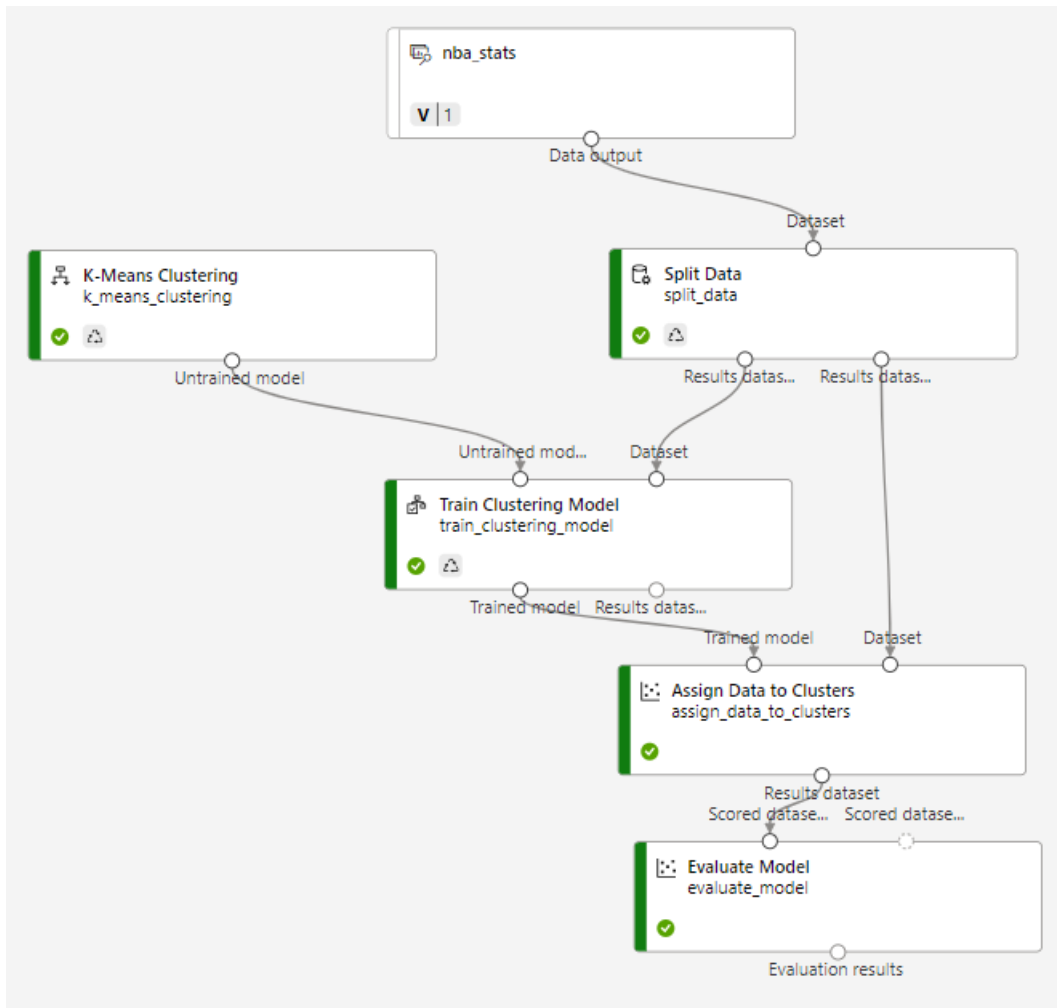 nba_stats
V | 1
Data output
Dataset
K-Means Clustering
k_means_clustering
Split Data
split_data
Untrained model
Results datas... Results datas...
Untrained mod... Dataset
Train Clustering Model
train_clustering_model
Trained model Results datas...
Trained model Dataset
Assign Data to Clusters
assign_data_to_clusters
Results dataset
Scored datase... Scored datase...
Evaluate Model
evaluate_model
Evaluation results